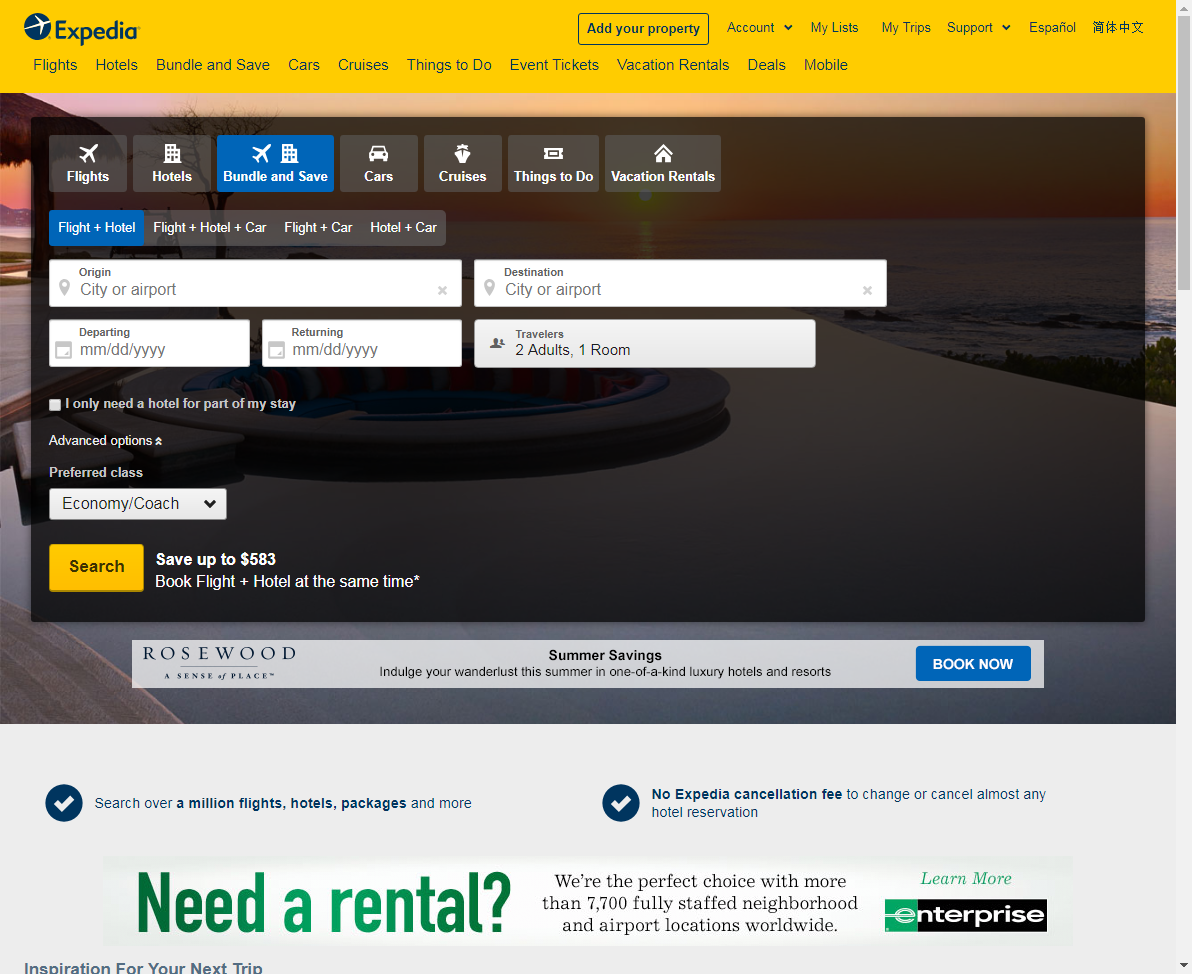 Expedia
Add your property
Account
My Lists
My Trips
Support
Español
简体中文
Flights
Hotels
Bundle and Save
Cars
Cruises
Things to Do
Event Tickets
Vacation Rentals
Deals
Mobile
Flights
Hotels
Bundle and Save
Cars
Cruises
Things to Do
Vacation Rentals
Flight + Hotel
Flight + Hotel + Car
Flight + Car
Hotel + Car
Origin
City or airport
Destination
City or airport
Departing
mm/dd/yyyy
Returning
mm/dd/yyyy
Travelers
2 Adults, 1 Room
I only need a hotel for part of my stay
Advanced options
Preferred class
Economy/Coach
Search
Save up to $583
Book Flight + Hotel at the same time*
ROSEWOOD
A SENSE of PLACE™
Summer Savings
Indulge your wanderlust this summer in one-of-a-kind luxury hotels and resorts
BOOK NOW
Search over a million flights, hotels, packages and more
No Expedia cancellation fee to change or cancel almost any
hotel reservation
Need a rental?
We're the perfect choice with more
than 7,700 fully staffed neighborhood
and airport locations worldwide.
Learn More
enterprise
Inspiration For Your Next Trip